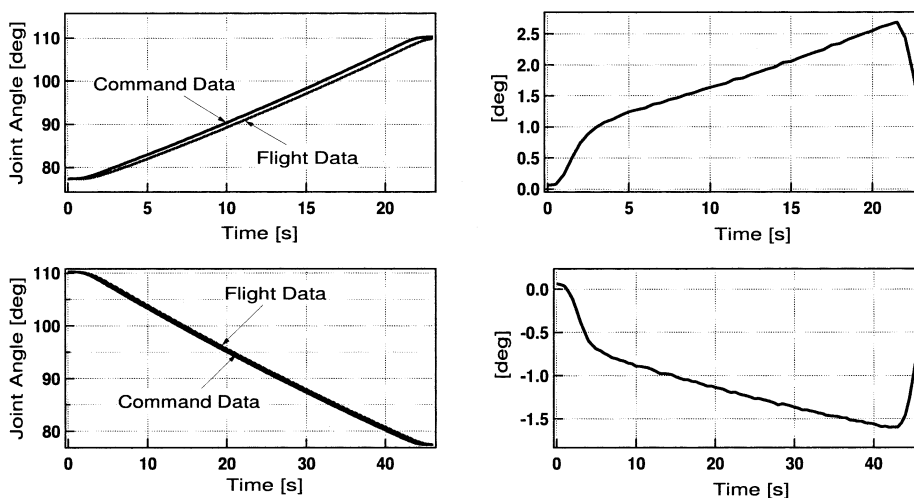 Joint Angle [deg]
110
100
90
80
Command Data
Flight Data
0 5 10 15 20
Time [s]
[deg]
2.5
2.0
1.5
1.0
0.5
0.0
0 5 10 15 20
Time [s]
Joint Angle [deg]
110
100
90
80
Flight Data
Command Data
0 10 20 30 40
Time [s]
[deg]
0.0
-0.5
-1.0
-1.5
0 10 20 30 40
Time [s]